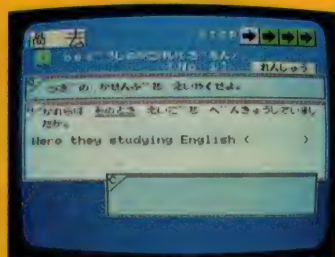 過去 STEP
れんしゅう
つぎ の かせんぶ を えいやくせよ。
かれらは そのとき えいご を べんきょうしていまし
たか。
Were they studying English ( )